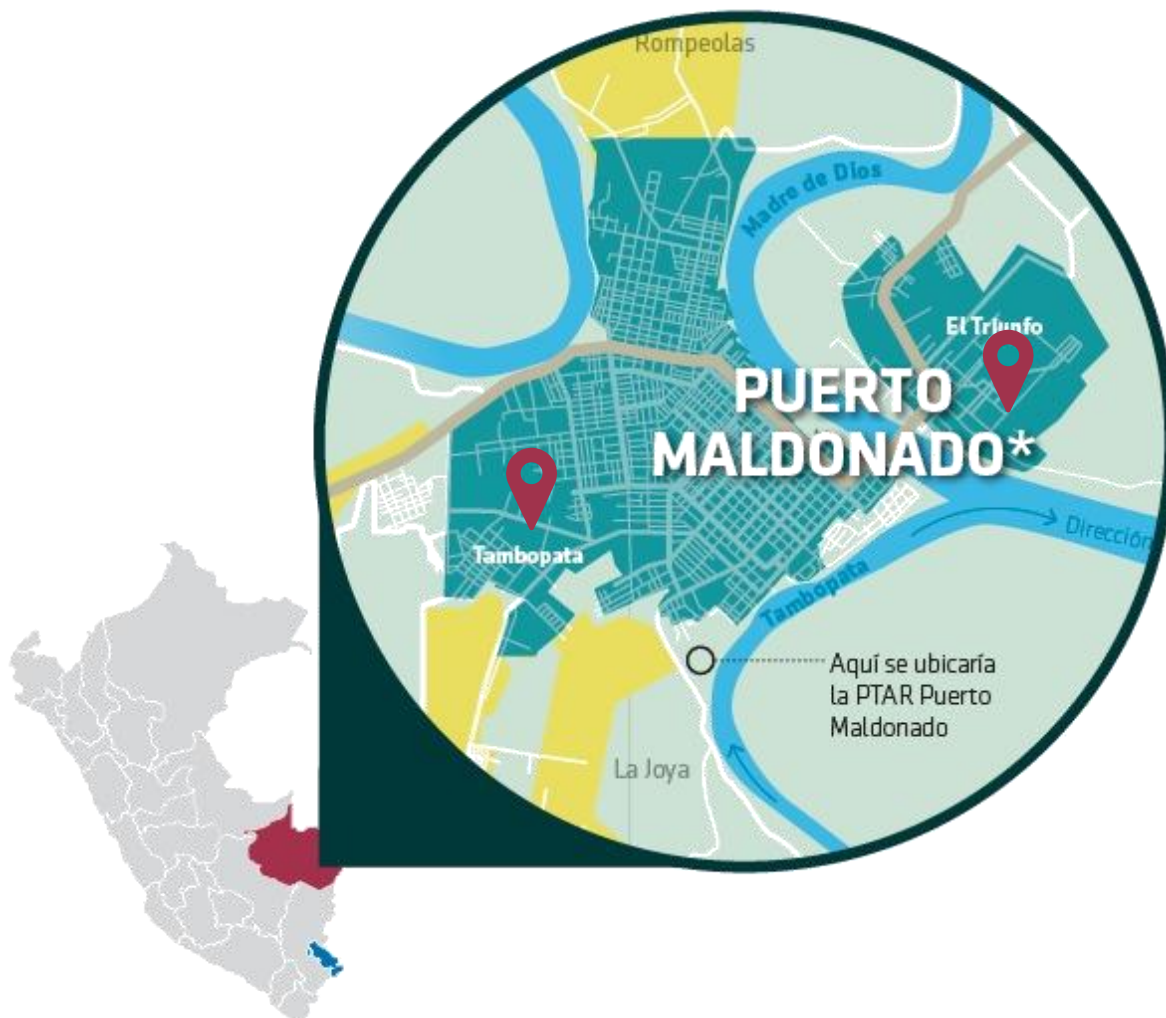 Rompeolas
Madre de Dios
El Triunfo
PUERTO
MALDONADO*
Tambopata
Dirección
Tambopata
Aquí se ubicaría
la PTAR Puerto
Maldonado
La Joya